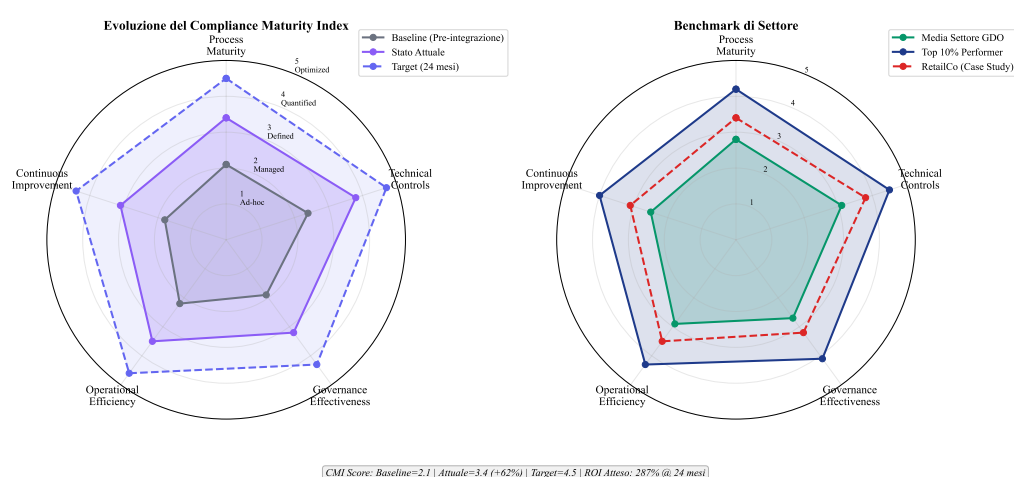 Evoluzione del Compliance Maturity Index
Process
Maturity
Baseline (Pre-integrazione)
Stato Attuale
Target (24 mesi)
5
Optimized
4
Quantified
3
Defined
2
Managed
1
Ad-hoc
Continuous
Improvement
Technical
Controls
Operational
Efficiency
Governance
Effectiveness
Benchmark di Settore
Process
Maturity
Media Settore GDO
Top 10% Performer
RetailCo (Case Study)
5
4
3
2
1
Continuous
Improvement
Technical
Controls
Operational
Efficiency
Governance
Effectiveness
CMI Score: Baseline=2.1 | Attuale=3.4 (+62%) | Target=4.5 | ROI Atteso: 287% @ 24 mesi